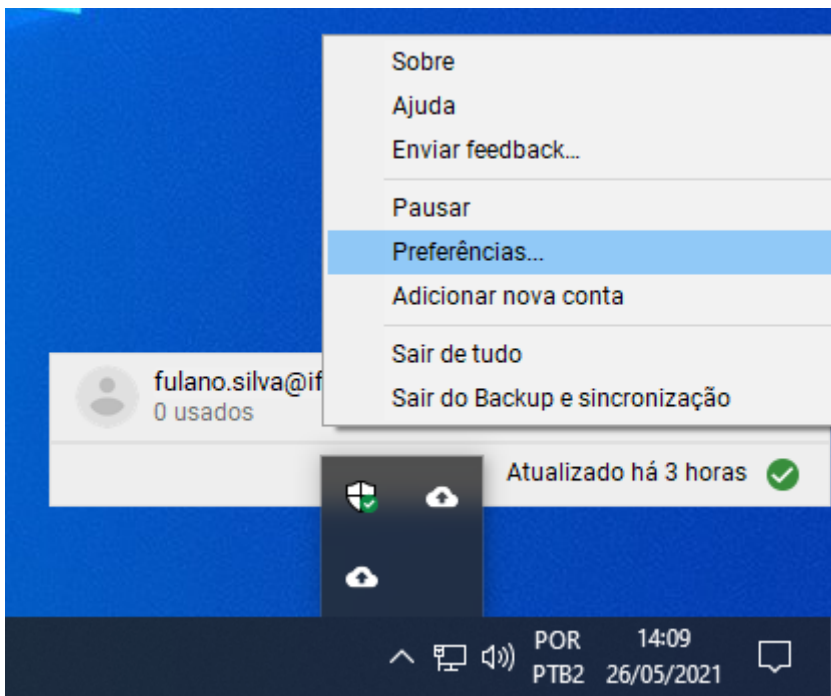 Sobre
Ajuda
Enviar feedback...
Pausar
Preferências...
Adicionar nova conta
Sair de tudo
Sair do Backup e sincronização
fulano.silva@if
0 usados
Atualizado há 3 horas
POR 14:09
PTB2 26/05/2021